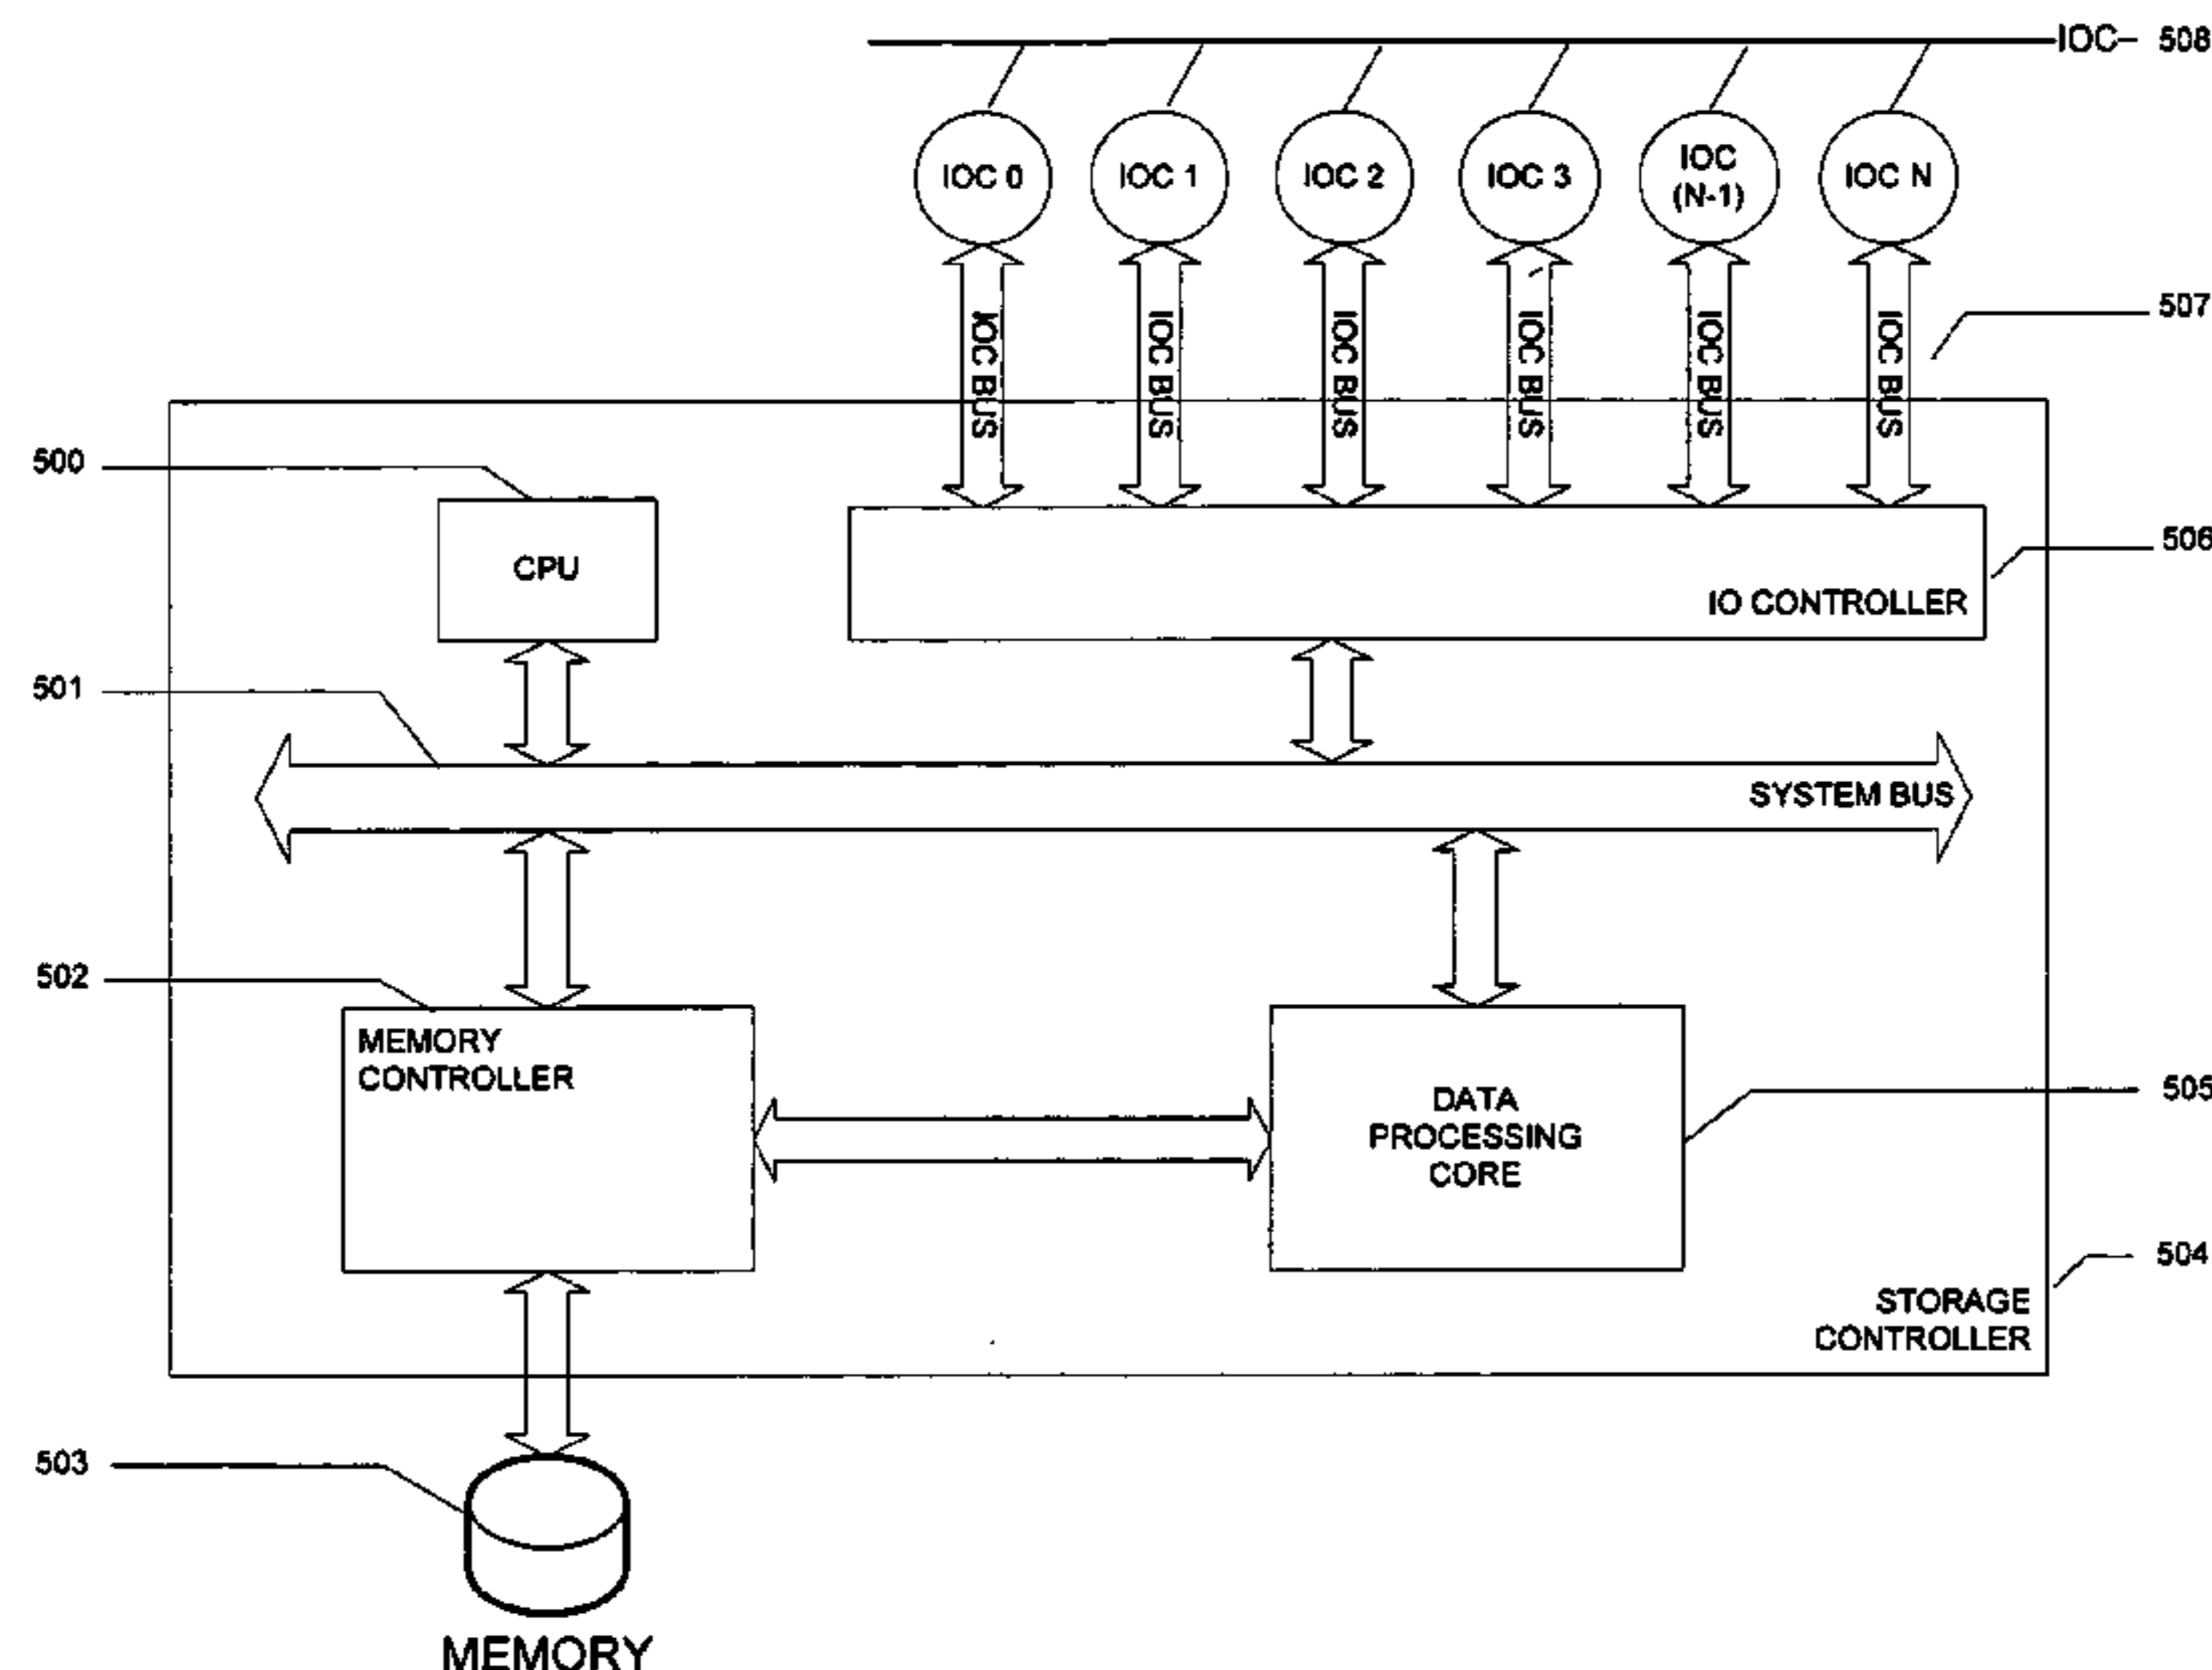 IOC 508
IOC 0
IOC 1
IOC 2
IOC 3
IOC
(N-1)
IOC N
IOC BUS
IOC BUS
IOC BUS
IOC BUS
IOC BUS
IOC BUS
507
500
CPU
506
IO CONTROLLER
501
SYSTEM BUS
502
MEMORY
CONTROLLER
DATA
PROCESSING
CORE
505
504
STORAGE
CONTROLLER
503
MEMORY